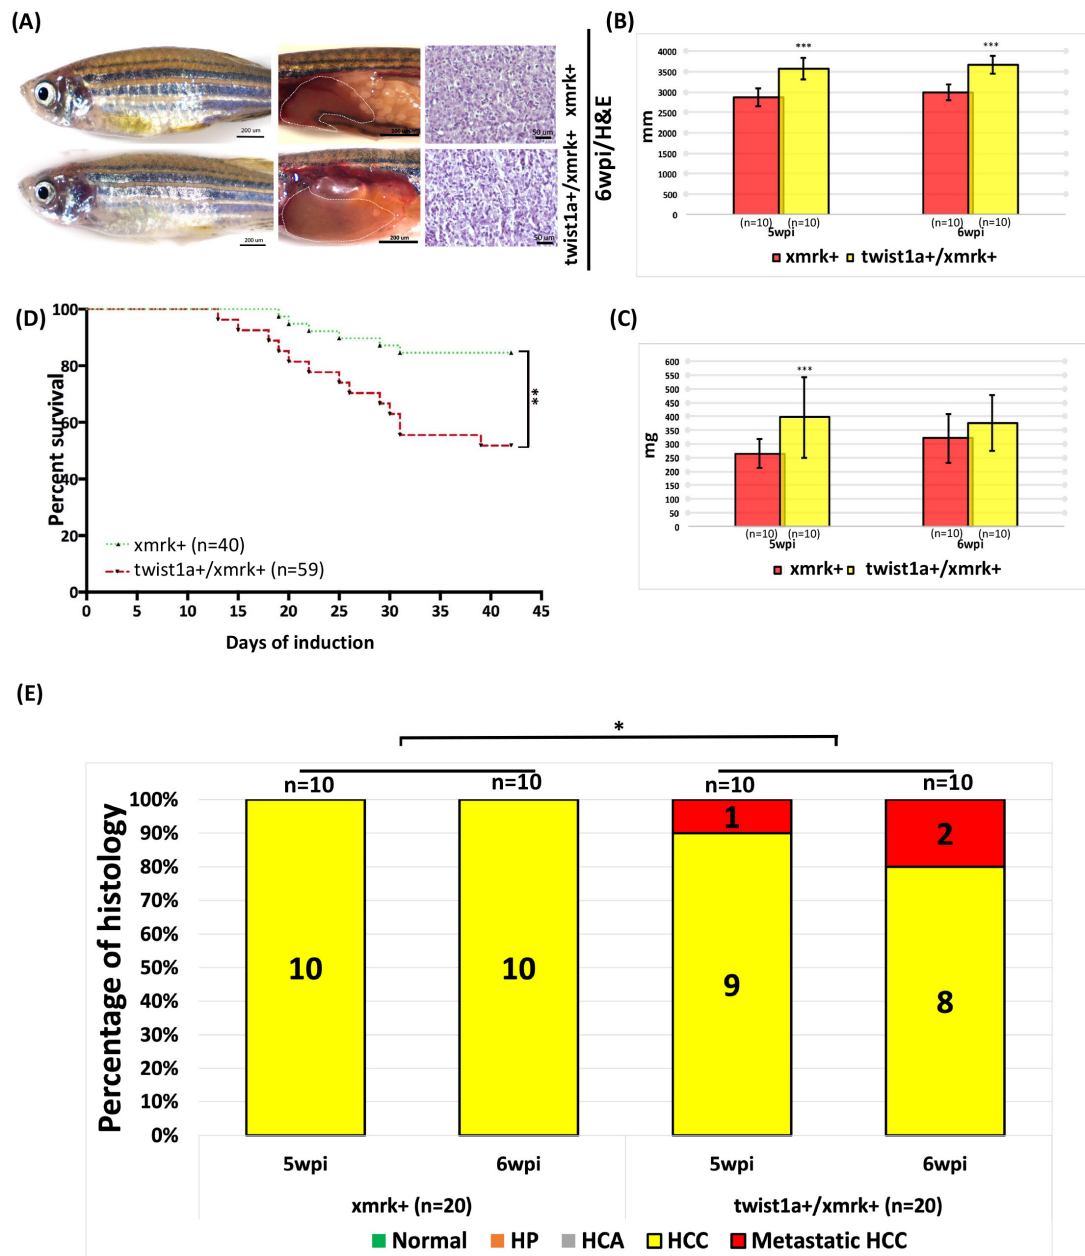 (A)
200 um
200 um
50 um
xmrk+
200 um
200 um
50 um
twist1a+/xmrk+
6wpi/H&E
(B)
4000
3500
3000
2500
2000
1500
1000
500
0
mm
***
***
(n=10) (n=10)
5wpi
(n=10) (n=10)
6wpi
xmrk+ twist1a+/xmrk+
(D)
100
80
60
40
20
0
Percent survival
**
xmrk+ (n=40)
twist1a+/xmrk+ (n=59)
0 5 10 15 20 25 30 35 40 45
Days of induction
(C)
600
550
500
450
400
350
300
250
200
150
100
50
0
mg
***
(n=10) (n=10)
5wpi
(n=10) (n=10)
6wpi
xmrk+ twist1a+/xmrk+
(E)
*
n=10 n=10 n=10 n=10
100%
90%
80%
70%
60%
50%
40%
30%
20%
10%
0%
Percentage of histology
1
2
10
10
9
8
5wpi 6wpi 5wpi 6wpi
xmrk+ (n=20) twist1a+/xmrk+ (n=20)
Normal HP HCA HCC Metastatic HCC